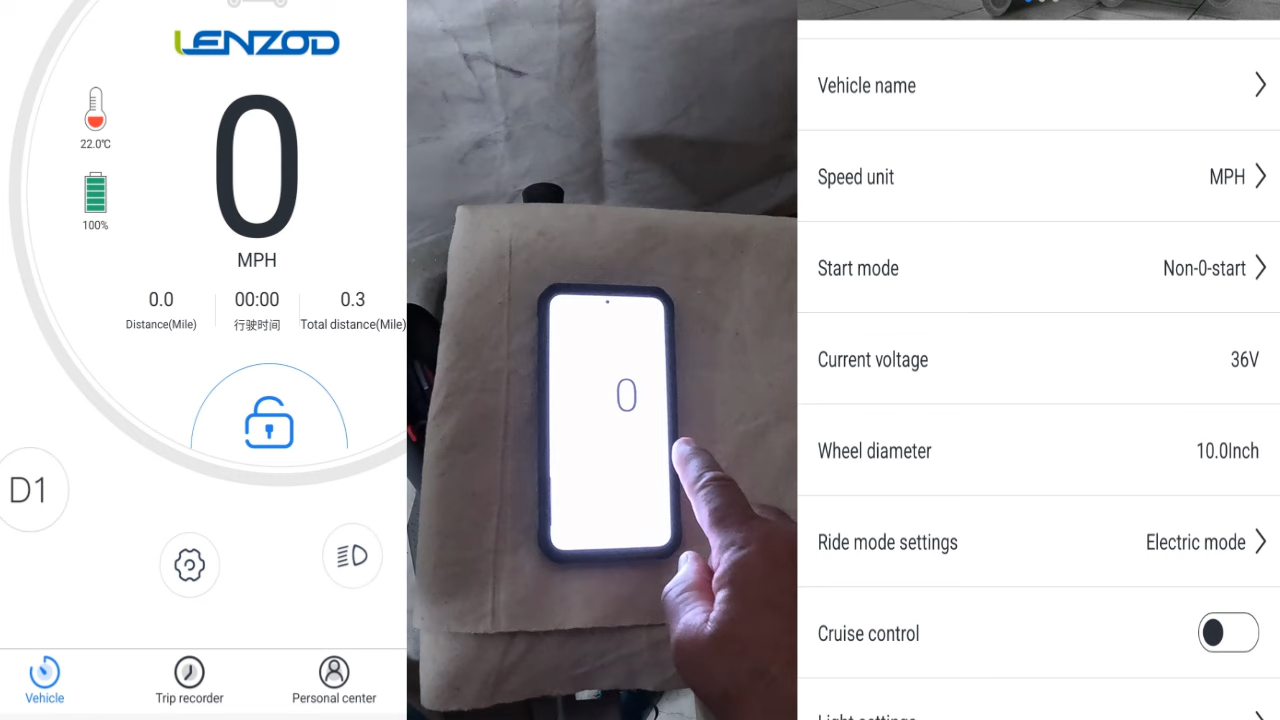 LENZOD
22.0℃
100%
0
MPH
0.0
00:00
0.3
Distance(Mile)
行驶时间
Total distance(Mile)
D1
Vehicle
Trip recorder
Personal center
0
Vehicle name
Speed unit MPH
Start mode Non-0-start
Current voltage 36V
Wheel diameter 10.0Inch
Ride mode settings Electric mode
Cruise control
Light settings